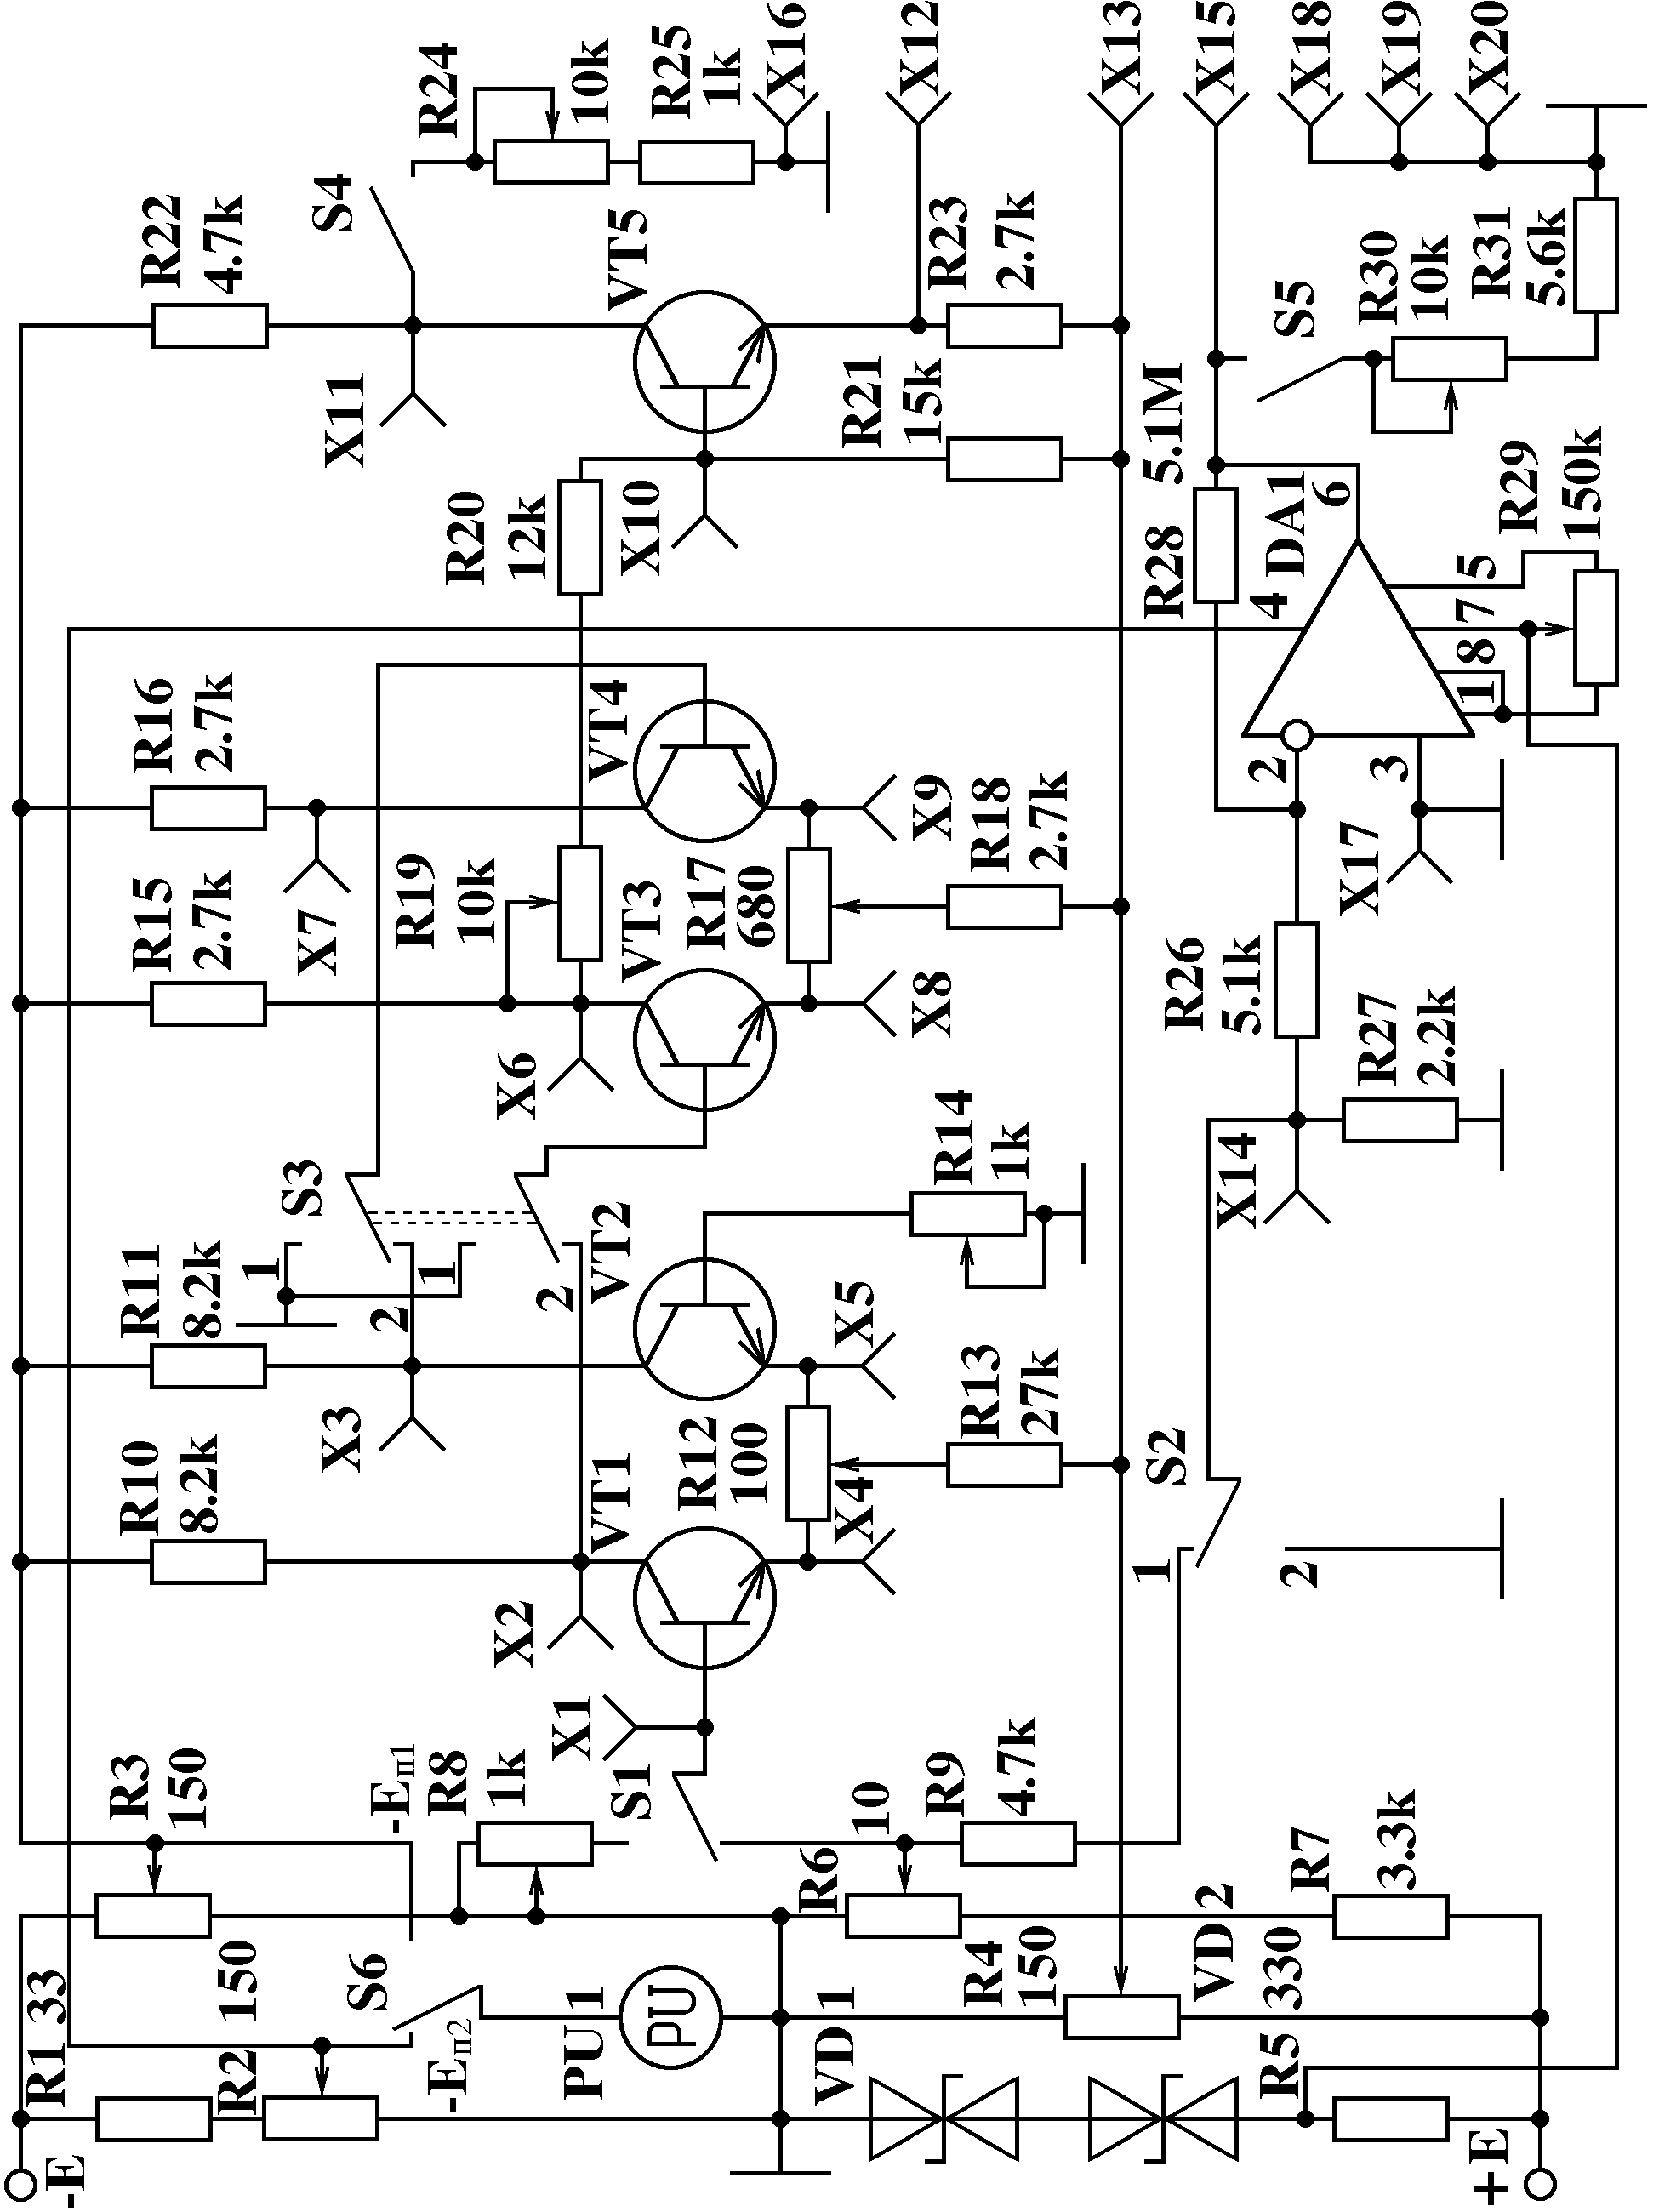 -E
R1 33
R2
150
R3
150
-Eп1
-Eп2
S6
PU 1
PU
R8
1k
S1
X1
R6
10
R9
4.7k
VD 1
R4
150
VD 2
R5
330
R7
3.3k
+E
R10
8.2k
R11
8.2k
X2
X3
VT1
VT2
R12
100
X4
X5
R13
27k
R14
1k
S3
1
2
1
2
S2
1
2
R15
2.7k
R16
2.7k
X7
X6
R19
10k
VT3
VT4
R17
680
X8
X9
R18
2.7k
R20
12k
X10
X11
R22
4.7k
S4
VT5
R21
15k
R23
2.7k
R24
10k
R25
1k
X16
X12
X13
X15
X18
X19
X20
X14
R26
5.1k
R27
2.2k
X17
R28
5.1M
DA1
2
3
4
6
1
8
7
5
R29
150k
S5
R30
10k
R31
5.6k